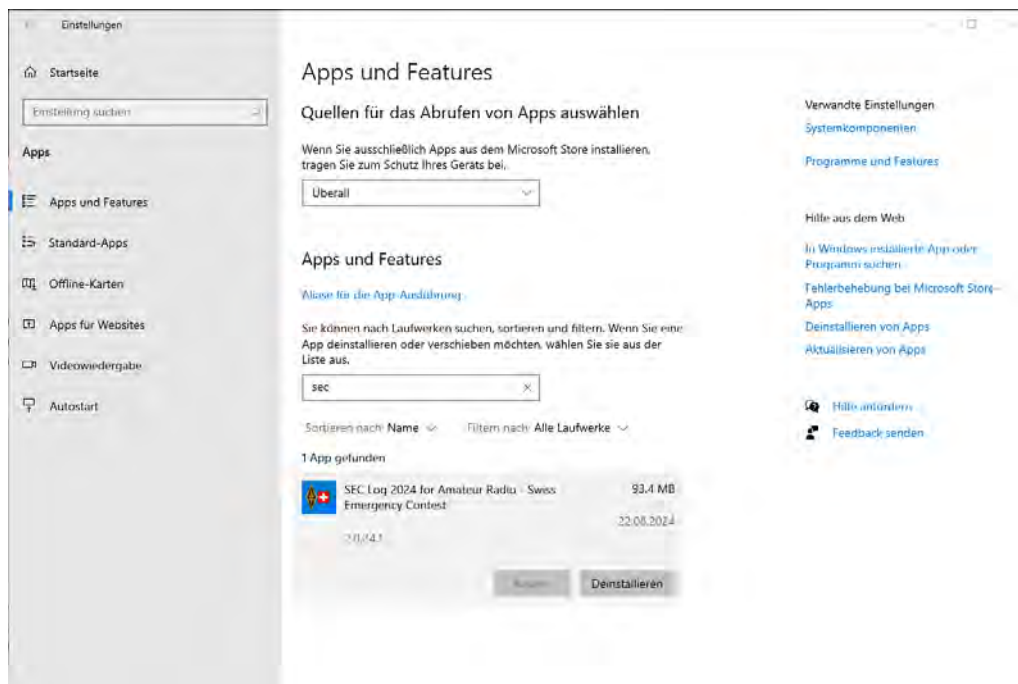 Einstellungen
Startseite
Einstellung suchen
Apps
Apps und Features
Standard-Apps
Offline-Karten
Apps für Websites
Videowiedergabe
Autostart
Apps und Features
Quellen für das Abrufen von Apps auswählen
Wenn Sie ausschließlich Apps aus dem Microsoft Store installieren,
tragen Sie zum Schutz Ihres Geräts bei.
Überall
Apps und Features
Aliase für die App-Ausführung
Sie können nach Laufwerken suchen, sortieren und filtern. Wenn Sie eine
App deinstallieren oder verschieben möchten, wählen Sie sie aus der
Liste aus.
sec
Sortieren nach: Name
Filtern nach: Alle Laufwerke
1 App gefunden
SEC Log 2024 for Amateur Radio - Swiss
Emergency Contest
93.4 MB
22.08.2024
Deinstallieren
Verwandte Einstellungen
Systemkomponenten
Programme und Features
Hilfe aus dem Web
In Windows installierte App oder
Programm suchen
Fehlerbehebung bei Microsoft Store-
Apps
Deinstallieren von Apps
Aktualisieren von Apps
Hilfe anfordern
Feedback senden